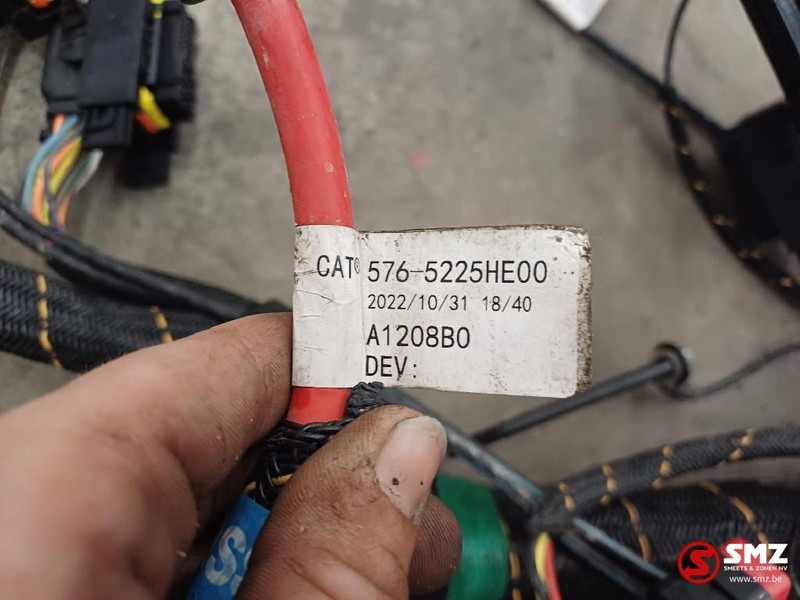 CAT® 576-5225HE00
2022/10/31 18/40
A1208B0
DEV:
SMZ
SMEETS & ZONEN NV
www.smz.be